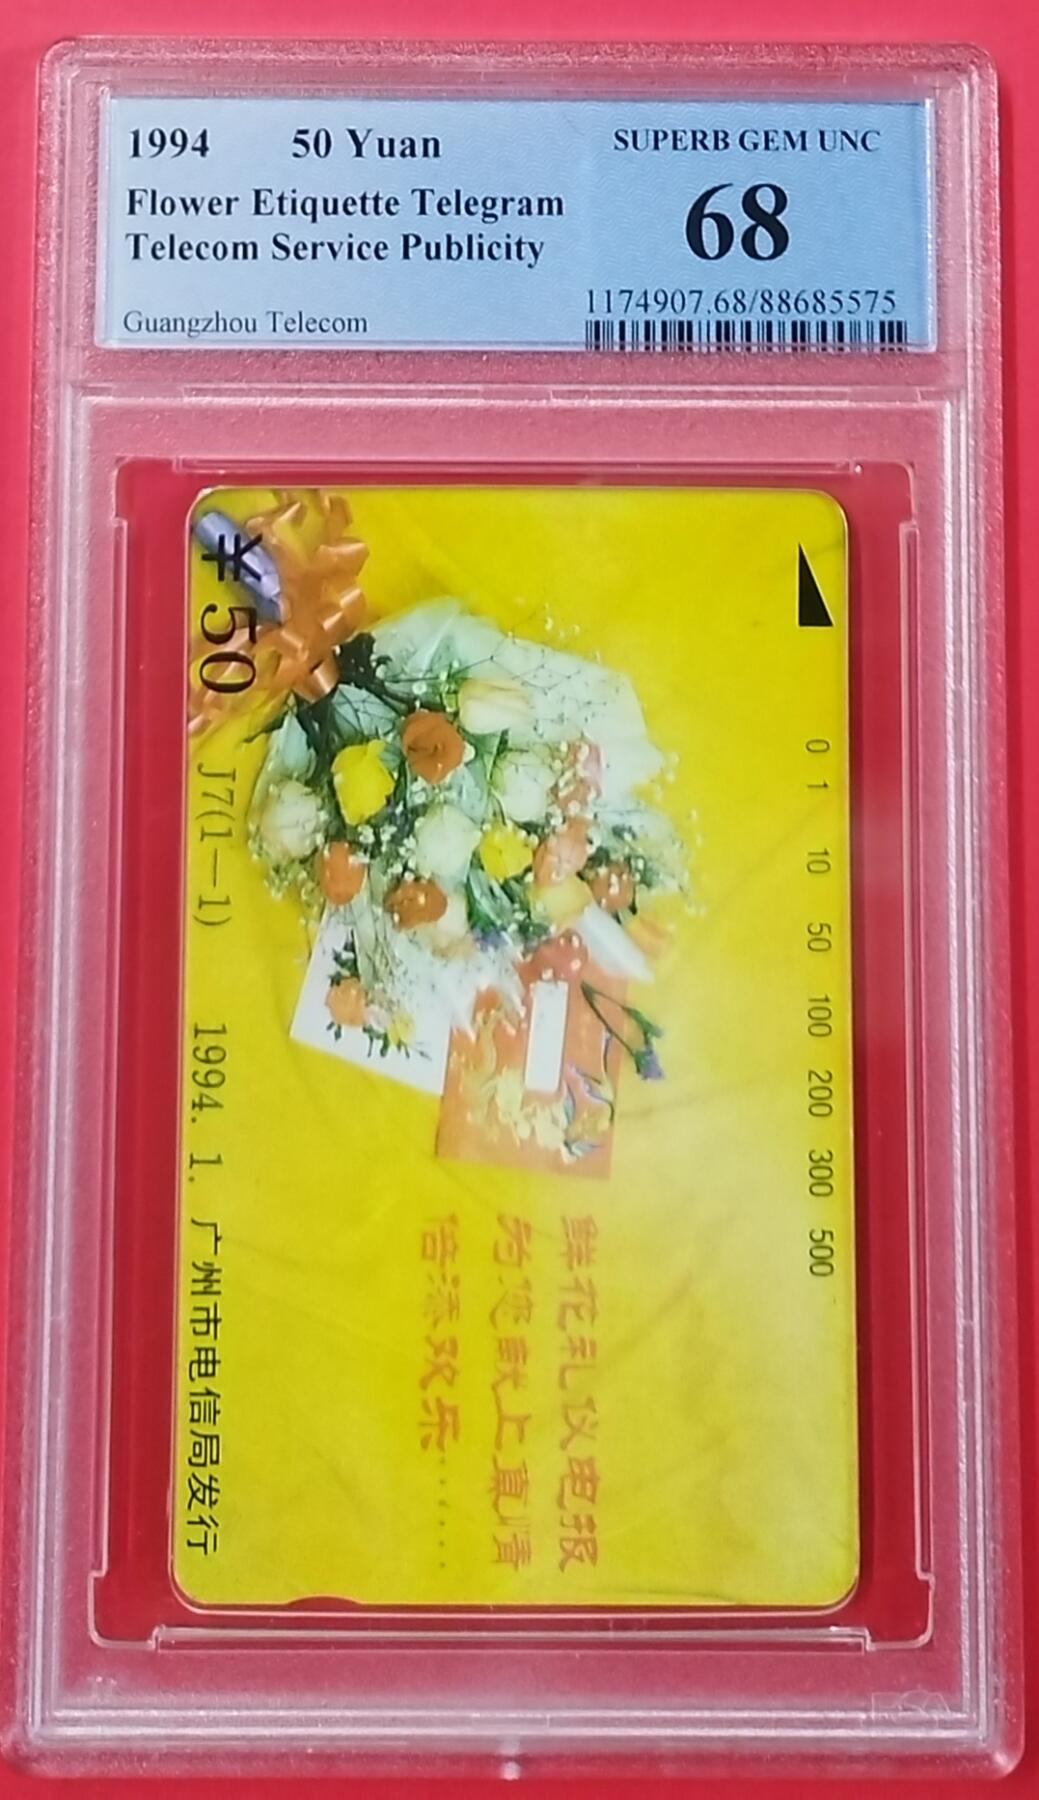 1994 50 Yuan
Flower Etiquette Telegram
Telecom Service Publicity
Guangzhou Telecom
SUPERB GEM UNC
68
1174907.68/88685575
0 1 10 50 100 200 300 500
鲜花礼仪电报
为您献上真情
倍添欢乐......
¥50 J7(1—1) 1994.1. 广州市电信局发行